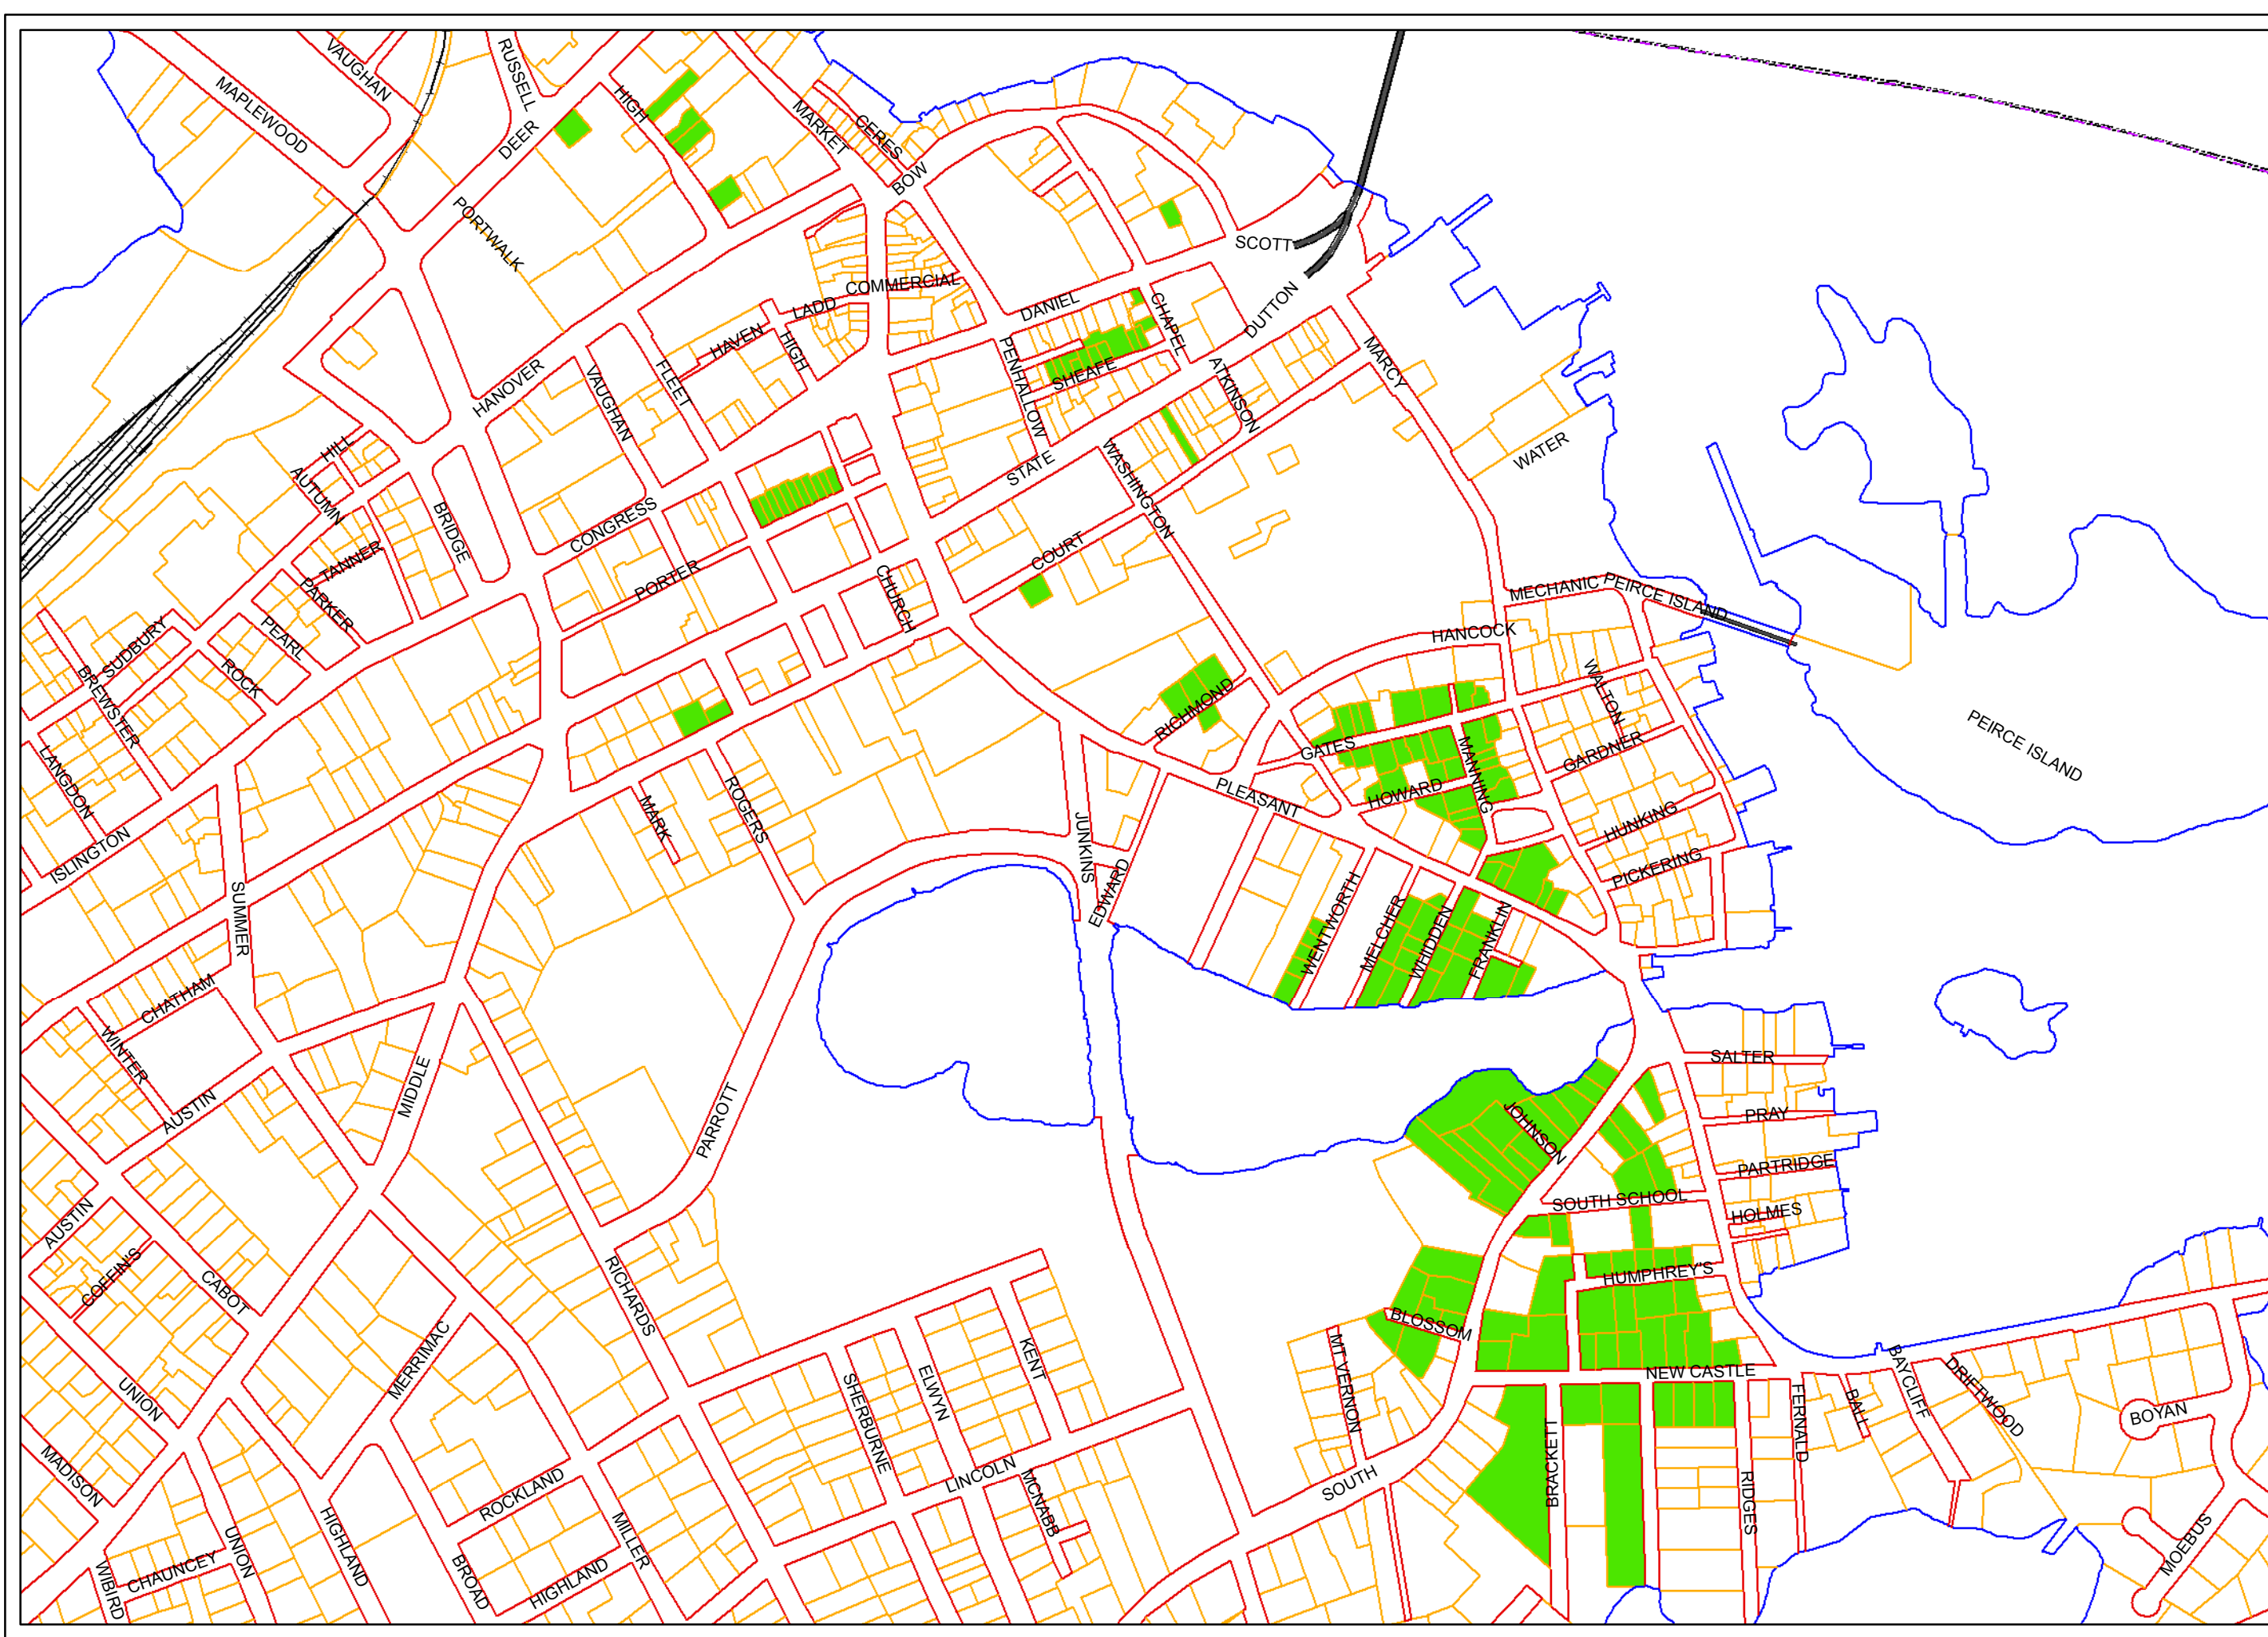 VAUGHAN
RUSSELL
MAPLEWOOD
HIGH
MARKET
CERES
DEER
BOW
PORTWALK
SCOTT
COMMERCIAL
LADD
DANIEL
CHAPEL
DUTTON
HAVEN
HIGH
PENHALLOW
MARCY
HANOVER
VAUGHAN
FLEET
SHEAFE
ATKINSON
HILL
AUTUMN
STATE
WASHINGTON
WATER
BRIDGE
CONGRESS
TANNER
COURT
PORTER
CHURCH
PARKER
MECHANIC
PEIRCE ISLAND
SUDBURY
PEARL
HANCOCK
ROCK
BREWSTER
RICHMOND
WALTON
PEIRCE ISLAND
LANGDON
GATES
MANNING
GARDNER
PLEASANT
HOWARD
MARK
ROGERS
JUNKINS
HUNKING
ISLINGTON
PICKERING
SUMMER
EDWARD
WENTWORTH
MELCHER
WHIDDEN
FRANKLIN
CHATHAM
WINTER
SALTER
MIDDLE
AUSTIN
PARROTT
JOHNSON
PRAY
PARTRIDGE
AUSTIN
SOUTH SCHOOL
HOLMES
COFFIN'S
CABOT
RICHARDS
HUMPHREY'S
BLOSSOM
MERRIMAC
KENT
MT VERNON
NEW CASTLE
UNION
SHERBURNE
ELWYN
BALL
BAYCLIFF
DRIFTWOOD
FERNALD
BOYAN
MADISON
LINCOLN
SOUTH
BRACKETT
ROCKLAND
MCNABB
RIDGES
HIGHLAND
UNION
MILLER
MOEBUS
WIBIRD
CHAUNCEY
BROAD
HIGHLAND